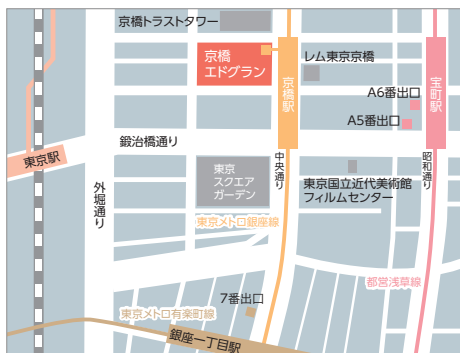 京橋トラストタワー
京橋
エドグラン
京橋駅
レム東京京橋
宝町駅
A6番出口
A5番出口
鍛冶橋通り
東京駅
中央通り
昭和通り
東京
スクエア
ガーデン
外堀通り
東京国立近代美術館
フィルムセンター
東京メトロ銀座線
都営浅草線
7番出口
東京メトロ有楽町線
銀座一丁目駅